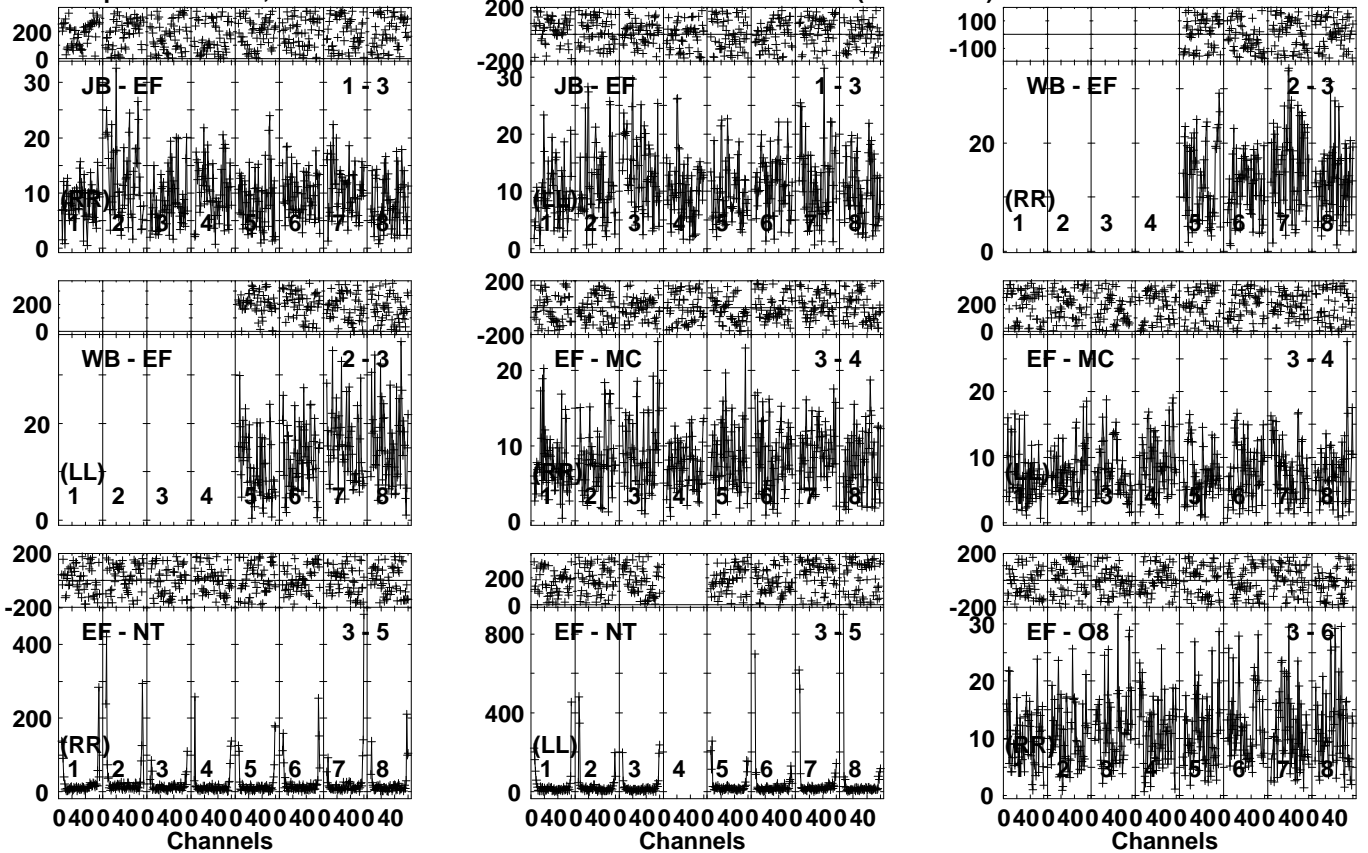 200 0 30 20 10 0 JB - EF 1 - 3 (RR) 1 2 3 4 5 6 7 8
200 -200 30 20 10 0 JB - EF 1 - 3 (LL) 1 2 3 4 5 6 7 8
100 -100 20 0 WB - EF 2 - 3 (RR) 1 2 3 4 5 6 7 8
200 0 20 0 WB - EF 2 - 3 (LL) 1 2 3 4 5 6 7 8
200 -200 20 10 0 EF - MC 3 - 4 (RR) 1 2 3 4 5 6 7 8
200 0 20 10 0 EF - MC 3 - 4 (LL) 1 2 3 4 5 6 7 8
200 -200 400 200 0 EF - NT 3 - 5 (RR) 1 2 3 4 5 6 7 8
200 0 800 400 0 EF - NT 3 - 5 (LL) 1 2 3 4 5 6 7 8
200 -200 30 20 10 0 EF - O8 3 - 6 (RR) 1 2 3 4 5 6 7 8
0 40 0 40 0 40 0 40 0 40 0 40 0 40 0 40
0 40 0 40 0 40 0 40 0 40 0 40 0 40 0 40
0 40 0 40 0 40 0 40 0 40 0 40 0 40 0 40
Channels
Channels
Channels